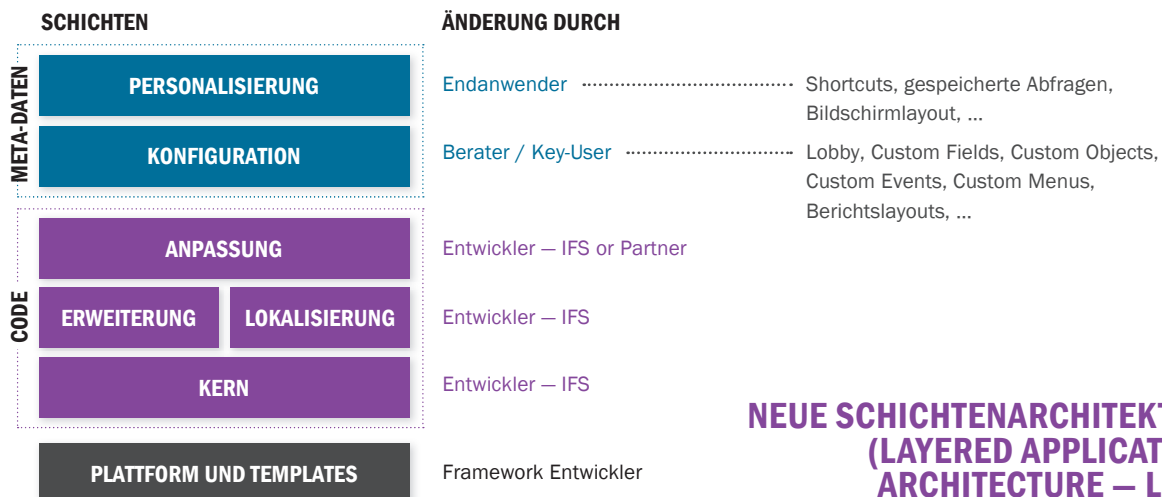 SCHICHTEN
ÄNDERUNG DURCH
META-DATEN
PERSONALISIERUNG
Endanwender
Shortcuts, gespeicherte Abfragen,
Bildschirmlayout, ...
KONFIGURATION
Berater / Key-User
Lobby, Custom Fields, Custom Objects,
Custom Events, Custom Menus,
Berichtslayouts, ...
CODE
ANPASSUNG
Entwickler — IFS or Partner
ERWEITERUNG
LOKALISIERUNG
Entwickler — IFS
KERN
Entwickler — IFS
PLATTFORM UND TEMPLATES
Framework Entwickler
NEUE SCHICHTENARCHITEKT
(LAYERED APPLICAT
ARCHITECTURE — L